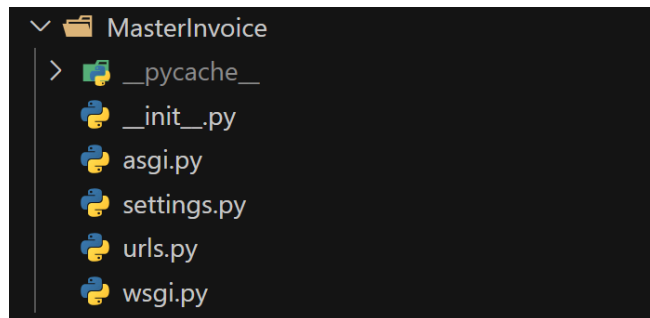 MasterInvoice
__pycache__
__init__.py
asgi.py
settings.py
urls.py
wsgi.py